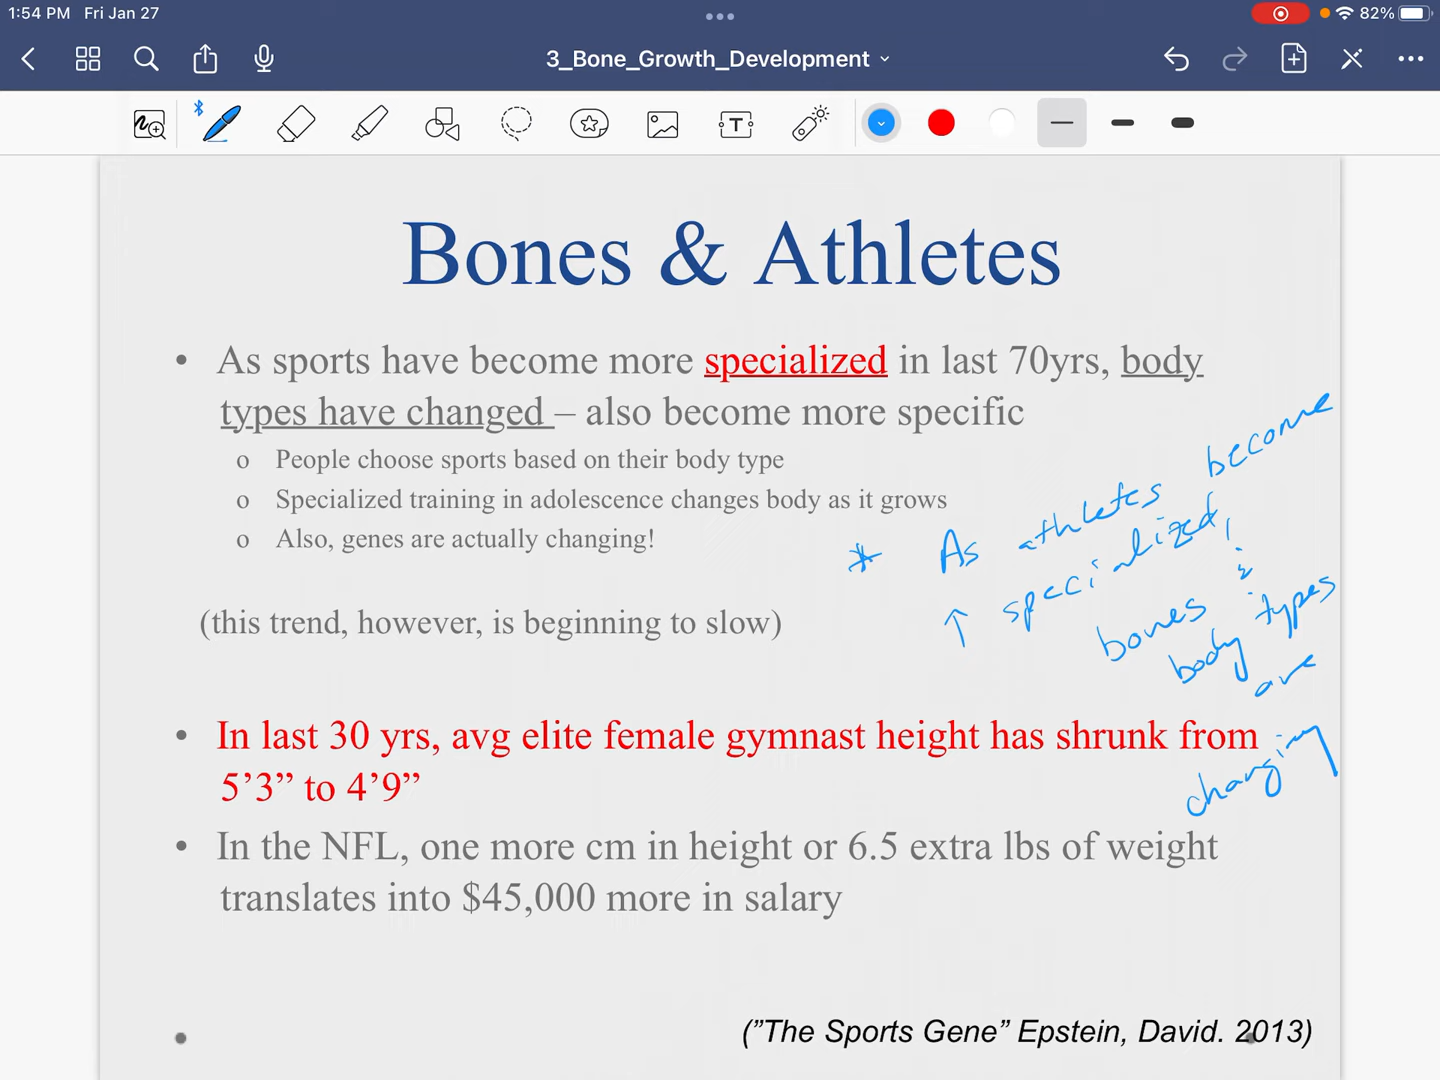 1:54 PM Fri Jan 27
82%
3_Bone_Growth_Development
T
Bones & Athletes
• As sports have become more specialized in last 70yrs, body
types have changed – also become more specific
o People choose sports based on their body type
o Specialized training in adolescence changes body as it grows
o Also, genes are actually changing!
(this trend, however, is beginning to slow)
* As athletes become
↑ specialized,
bones &
body types
are
changing
• In last 30 yrs, avg elite female gymnast height has shrunk from
5’3” to 4’9”
• In the NFL, one more cm in height or 6.5 extra lbs of weight
translates into $45,000 more in salary
(”The Sports Gene” Epstein, David. 2013)